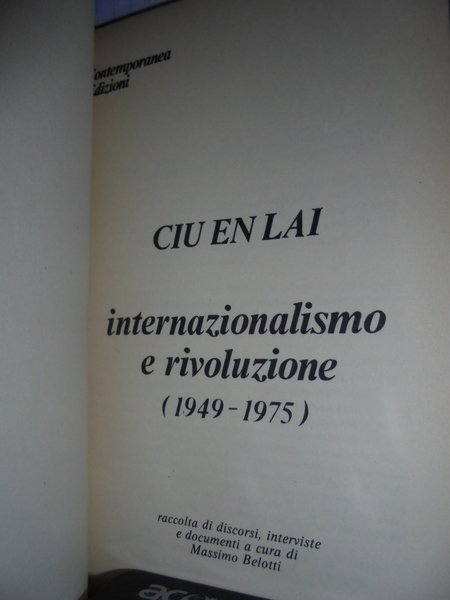 Contemporanea
Edizioni
CIU EN LAI
internazionalismo
e rivoluzione
(1949-1975)
raccolta di discorsi, interviste
e documenti a cura di
Massimo Belotti